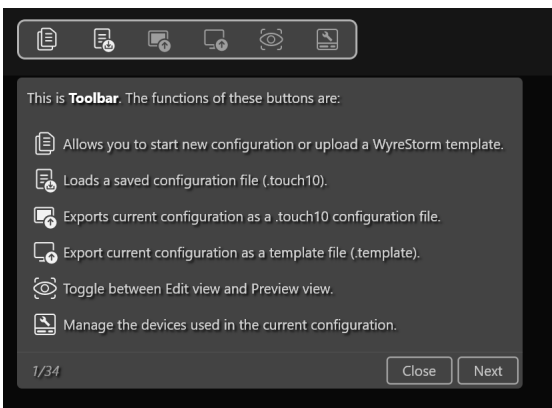 This is Toolbar. The functions of these buttons are:
Allows you to start new configuration or upload a WyreStorm template.
Loads a saved configuration file (.touch10).
Exports current configuration as a .touch10 configuration file.
Export current configuration as a template file (.template).
Toggle between Edit view and Preview view.
Manage the devices used in the current configuration.
1/34 Close Next